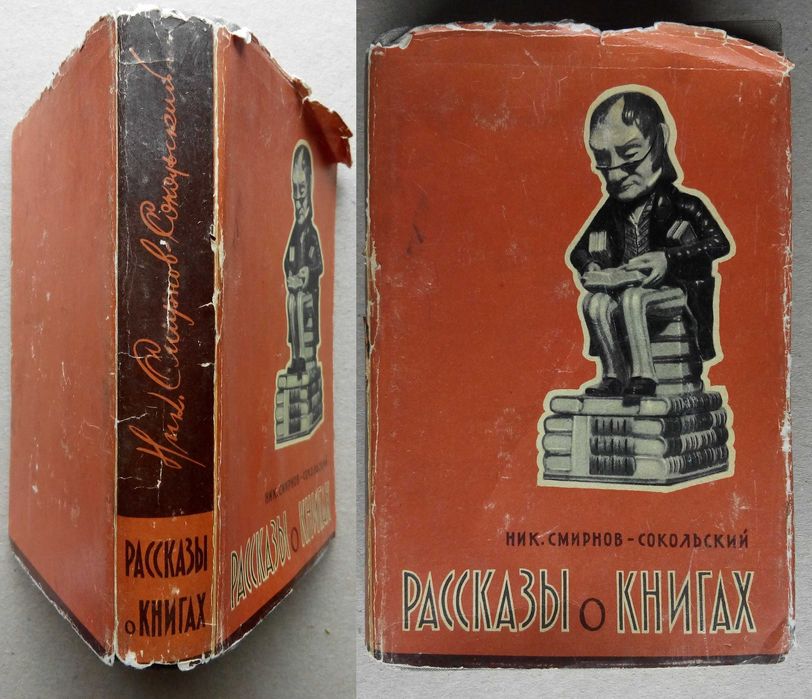 Ник. Смирнов-Сокольский
РАССКАЗЫ
о КНИГАХ
НИК. СМИРНОВ-СОКОЛЬСКИЙ
РАССКАЗЫ о КНИГАХ
НИК. СМИРНОВ-СОКОЛЬСКИЙ
РАССКАЗЫ о КНИГАХ